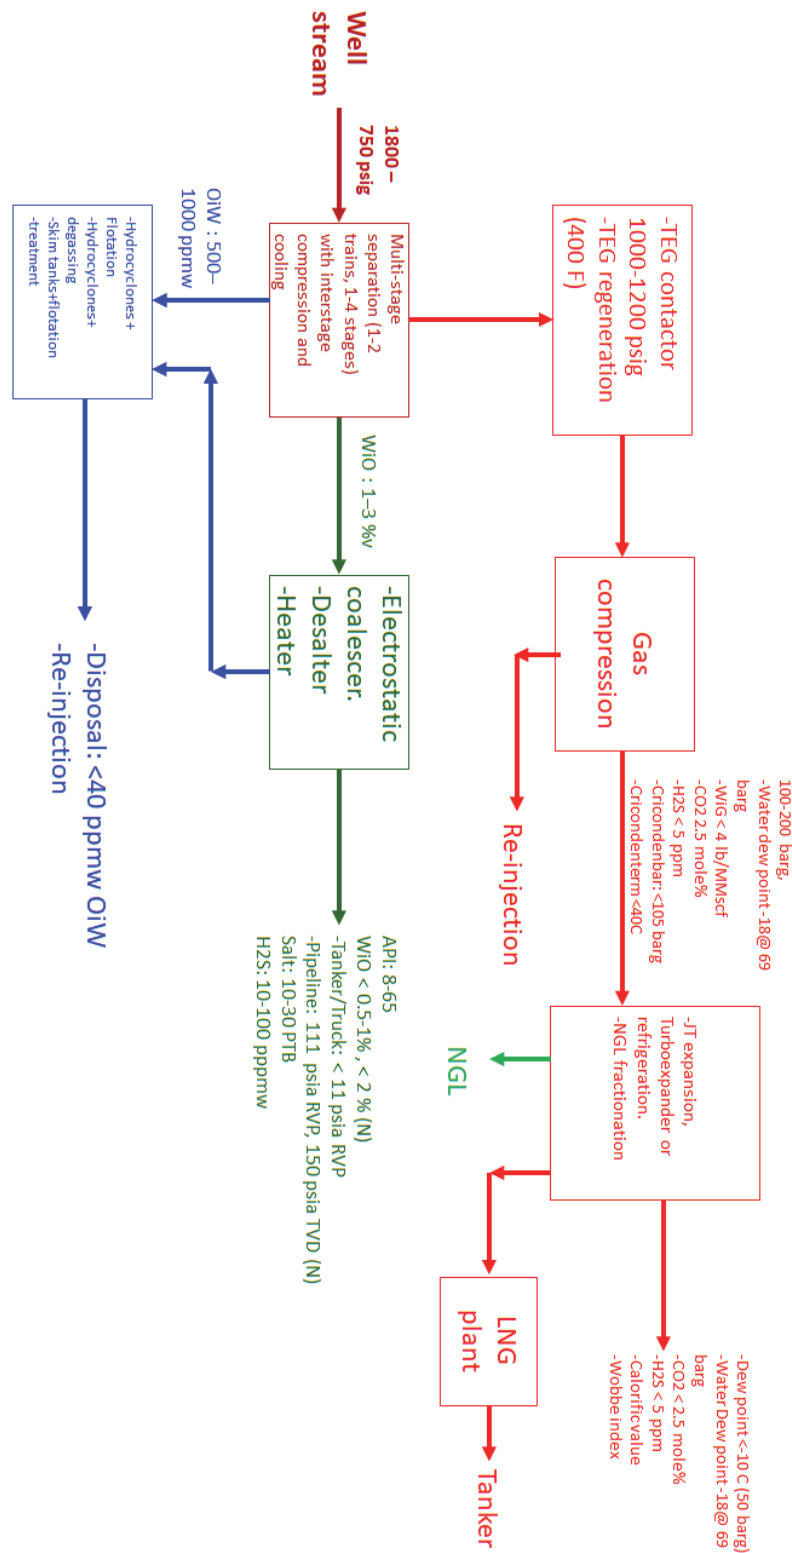 Well
stream
1800 –
750 psig
-TEG contactor
1000-1200 psig
-TEG regeneration
(400 F)
Multi-stage
separation (1-2
trains, 1-4 stages)
with interstage
compression and
cooling
OiW : 500–
1000 ppmw
-Hydrocyclones +
Flotation
-Hydrocyclones+
degassing
-Skim tanks+flotation
-treatment
WiO : 1–3 %v
Gas
compression
-Electrostatic
coalescer.
-Desalter
-Heater
-Disposal: <40 ppmw OiW
-Re-injection
Re-injection
100-200 barg,
-Water dew point -18@ 69
barg
-WiG < 4 lb/MMscf
-CO2 2.5 mole%
-H2S < 5 ppm
-Cricondenbar: <105 barg
-Cricondenterm <40C
API: 8-65
WiO < 0.5-1% , < 2 % (N)
-Tanker/Truck: < 11 psia RVP
-Pipeline: 111 psia RVP, 150 psia TVD (N)
Salt: 10-30 PTB
H2S: 10-100 pppmw
-JT expansion,
Turboexpander or
refrigeration.
-NGL fractionation
NGL
LNG
plant
-Dew point <-10 C (50 barg)
-Water Dew point -18@ 69
barg
-CO2 < 2.5 mole%
-H2S < 5 ppm
-Calorific value
-Wobbe index
Tanker